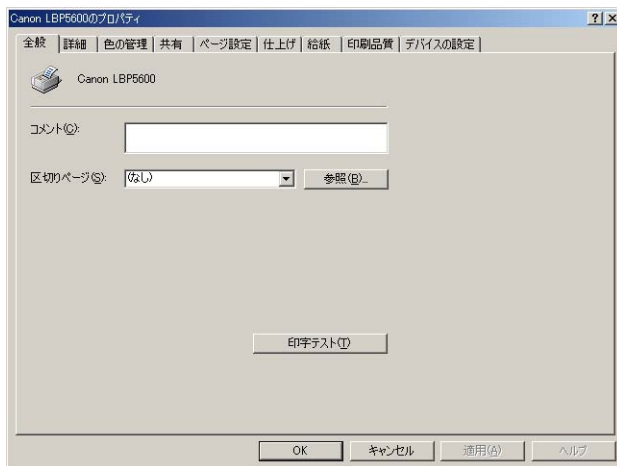 Canon LBP5600のプロパティ
全般 詳細 色の管理 共有 ページ設定 仕上げ 給紙 印刷品質 デバイスの設定
Canon LBP5600
コメント(C):
区切りページ(S): (なし) 参照(B)...
印字テスト(T)
OK キャンセル 適用(A) ヘルプ